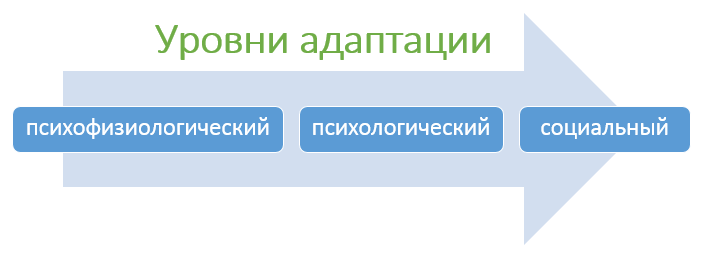 Уровни адаптации
психофизиологический психологический социальный